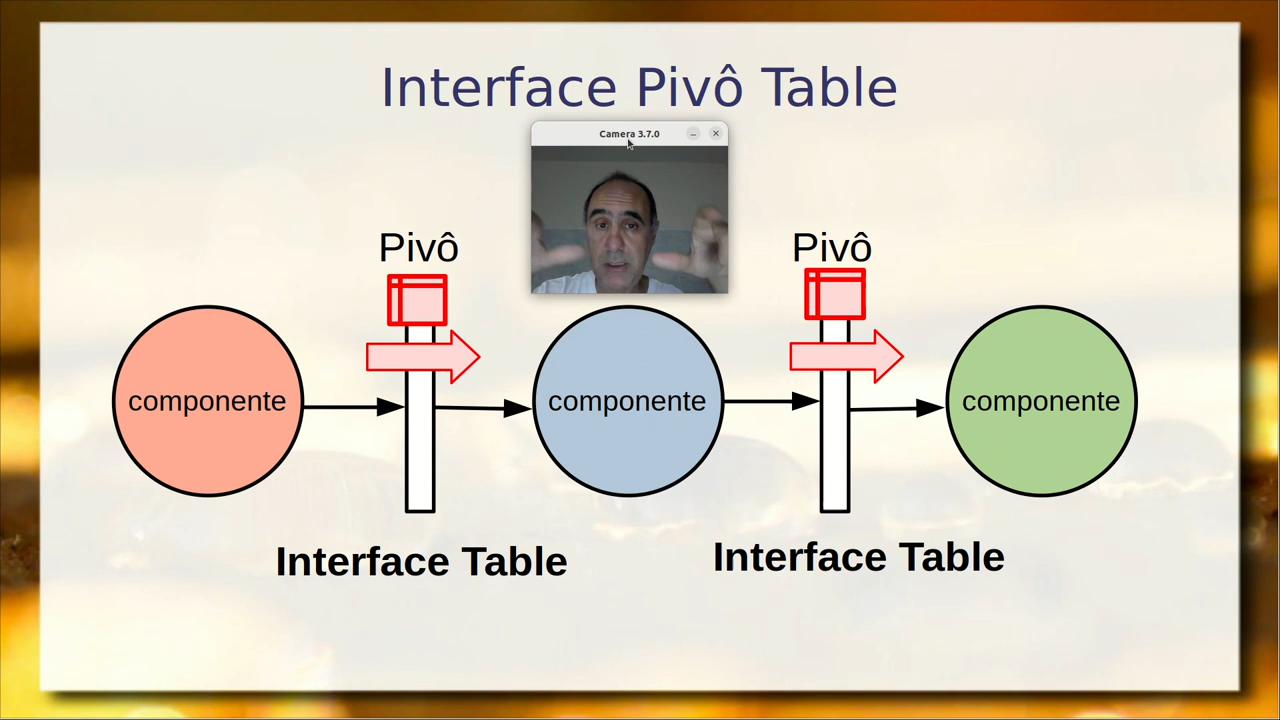 Interface Pivô Table
Camera 3.7.0
Pivô
Pivô
componente
componente
componente
Interface Table
Interface Table